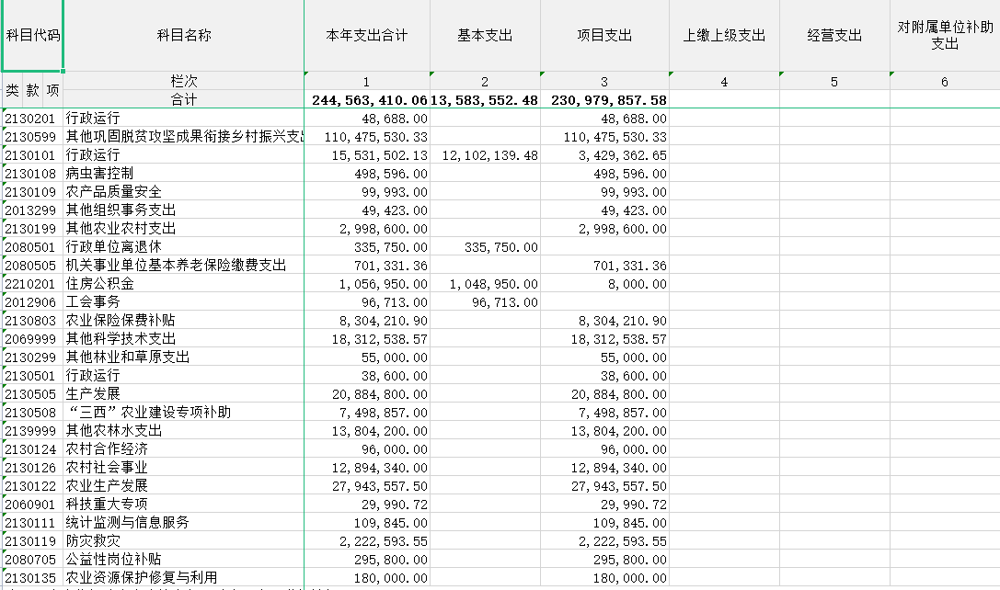 科目代码 科目名称 本年支出合计 基本支出 项目支出 上缴上级支出 经营支出 对附属单位补助支出
类 款 项 栏次 1 2 3 4 5 6
合计 244,563,410.06 13,583,552.48 230,979,857.58
2130201 行政运行 48,688.00 48,688.00
2130599 其他巩固脱贫攻坚成果衔接乡村振兴支出 110,475,530.33 110,475,530.33
2130101 行政运行 15,531,502.13 12,102,139.48 3,429,362.65
2130108 病虫害控制 498,596.00 498,596.00
2130109 农产品质量安全 99,993.00 99,993.00
2013299 其他组织事务支出 49,423.00 49,423.00
2130199 其他农业农村支出 2,998,600.00 2,998,600.00
2080501 行政单位离退休 335,750.00 335,750.00
2080505 机关事业单位基本养老保险缴费支出 701,331.36 701,331.36
2210201 住房公积金 1,056,950.00 1,048,950.00 8,000.00
2012906 工会事务 96,713.00 96,713.00
2130803 农业保险保费补贴 8,304,210.90 8,304,210.90
2069999 其他科学技术支出 18,312,538.57 18,312,538.57
2130299 其他林业和草原支出 55,000.00 55,000.00
2130501 行政运行 38,600.00 38,600.00
2130505 生产发展 20,884,800.00 20,884,800.00
2130508 “三西”农业建设专项补助 7,498,857.00 7,498,857.00
2139999 其他农林水支出 13,804,200.00 13,804,200.00
2130124 农村合作经济 96,000.00 96,000.00
2130126 农村社会事业 12,894,340.00 12,894,340.00
2130122 农业生产发展 27,943,557.50 27,943,557.50
2060901 科技重大专项 29,990.72 29,990.72
2130111 统计监测与信息服务 109,845.00 109,845.00
2130119 防灾救灾 2,222,593.55 2,222,593.55
2080705 公益性岗位补贴 295,800.00 295,800.00
2130135 农业资源保护修复与利用 180,000.00 180,000.00